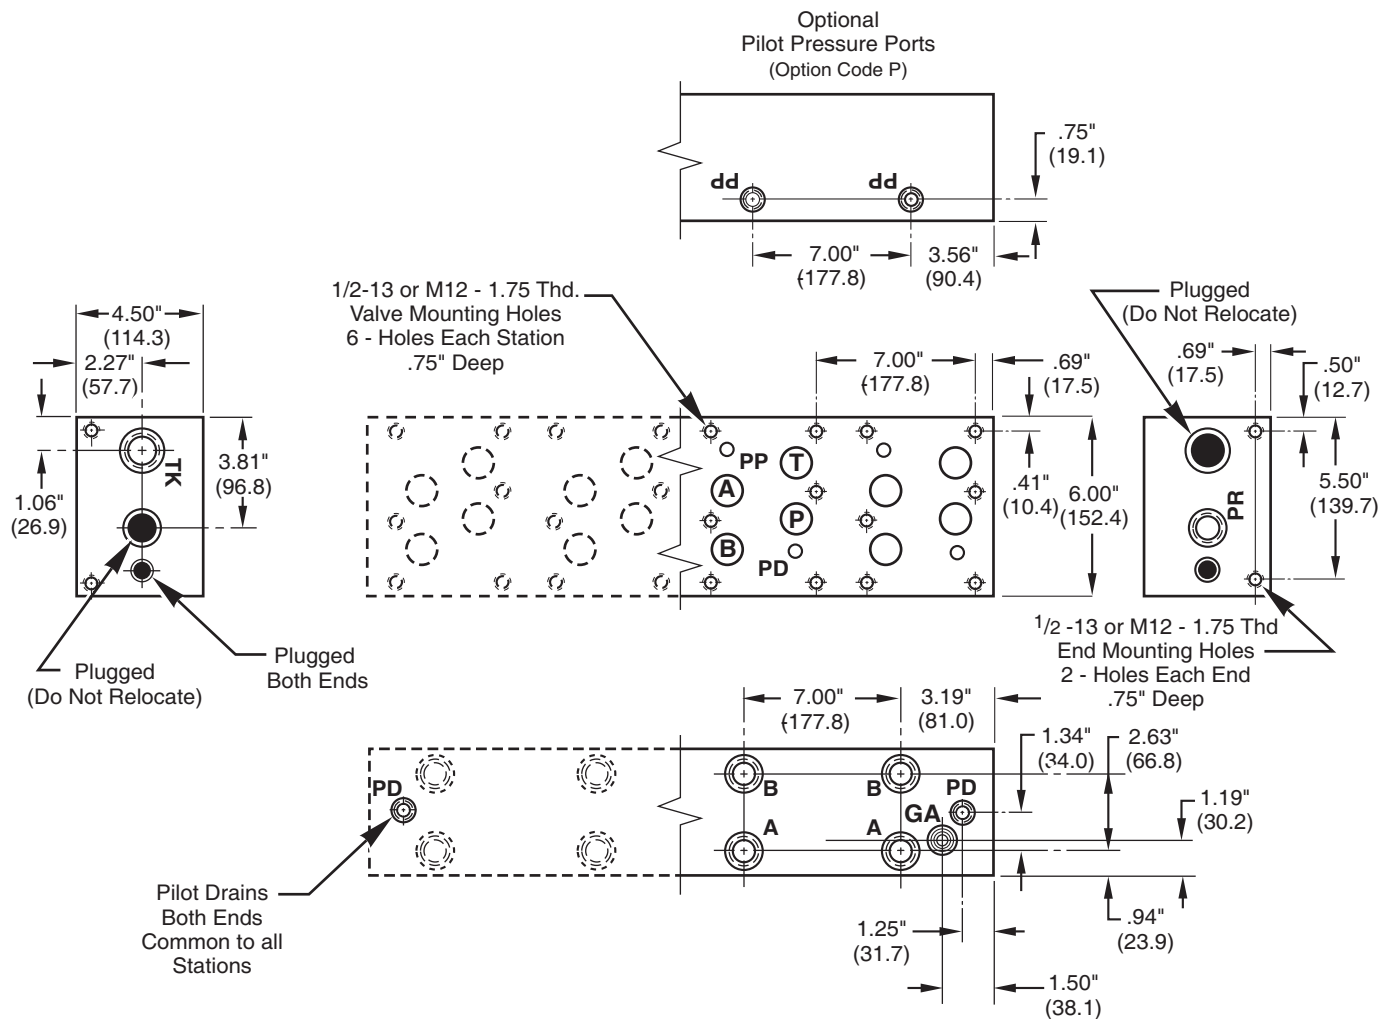 Optional
Pilot Pressure Ports
(Option Code P)
.75"
(19.1)
PP
PP
7.00"
(177.8)
3.56"
(90.4)
1/2-13 or M12 - 1.75 Thd.
Valve Mounting Holes
6 - Holes Each Station
.75" Deep
Plugged
(Do Not Relocate)
4.50"
(114.3)
2.27"
(57.7)
7.00"
(177.8)
.69"
(17.5)
.69"
(17.5)
.50"
(12.7)
TK
3.81"
(96.8)
1.06"
(26.9)
PP
T
A
P
B
PD
.41"
(10.4)
6.00"
(152.4)
PR
5.50"
(139.7)
Plugged
(Do Not Relocate)
Plugged
Both Ends
1/2 -13 or M12 - 1.75 Thd
End Mounting Holes
2 - Holes Each End
.75" Deep
7.00"
(177.8)
3.19"
(81.0)
1.34"
(34.0)
2.63"
(66.8)
PD
B
B
PD
GA
A
A
1.19"
(30.2)
Pilot Drains
Both Ends
Common to all
Stations
1.25"
(31.7)
.94"
(23.9)
1.50"
(38.1)